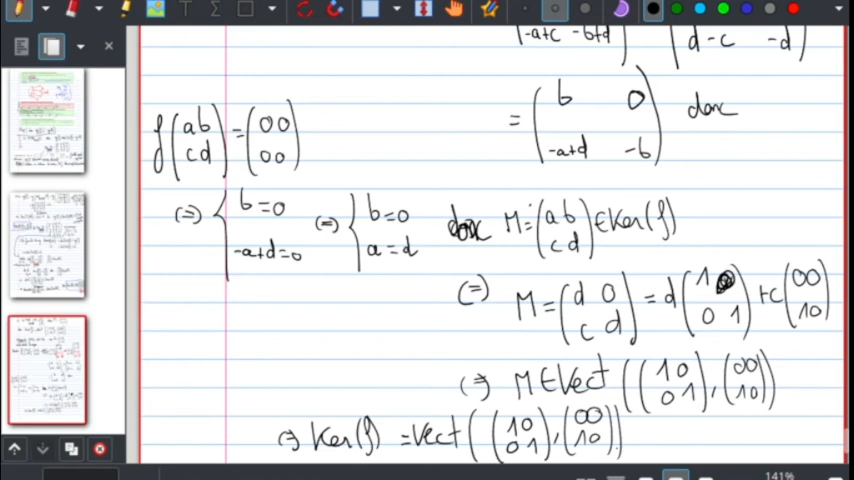 (-a+c -b+d) (d-c -d)
= (b 0
-a+d -b) donc
f(a b
c d) = (0 0
0 0)
⇔ { b=0
-a+d=0 ⇔ { b=0
a=d donc M=(a b
c d) ∈ Ker(f)
⇔ M=(d 0
c d) = d(1 0
0 1) + c(0 0
1 0)
⇔ M∈Vect((1 0
0 1), (0 0
1 0))
⇒ Ker(f) = Vect((1 0
0 1), (0 0
1 0))
141%